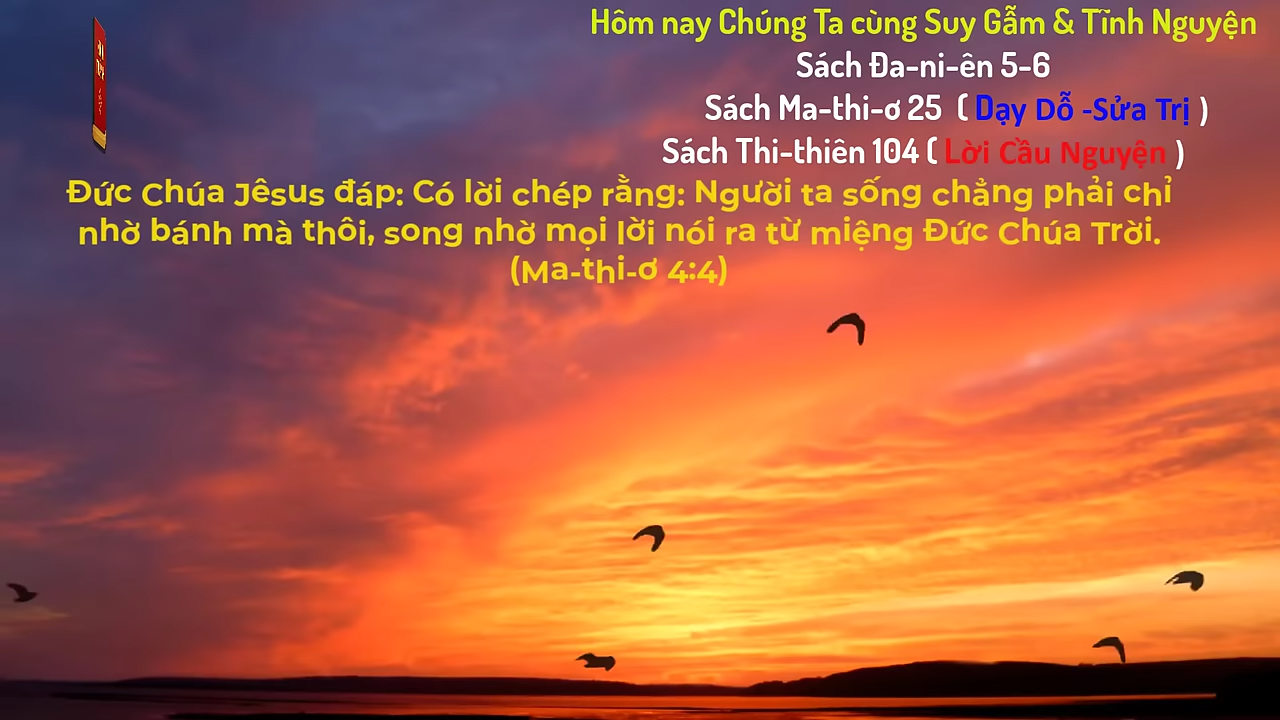 Hôm nay Chúng Ta cùng Suy Gẫm & Tĩnh Nguyện
Sách Đa-ni-ên 5-6
Sách Ma-thi-ơ 25 ( Dạy Dỗ -Sửa Trị )
Sách Thi-thiên 104 ( Lời Cầu Nguyện )
Đức Chúa Jêsus đáp: Có lời chép rằng: Người ta sống chẳng phải chỉ
nhờ bánh mà thôi, song nhờ mọi lời nói ra từ miệng Đức Chúa Trời.
(Ma-thi-ơ 4:4)